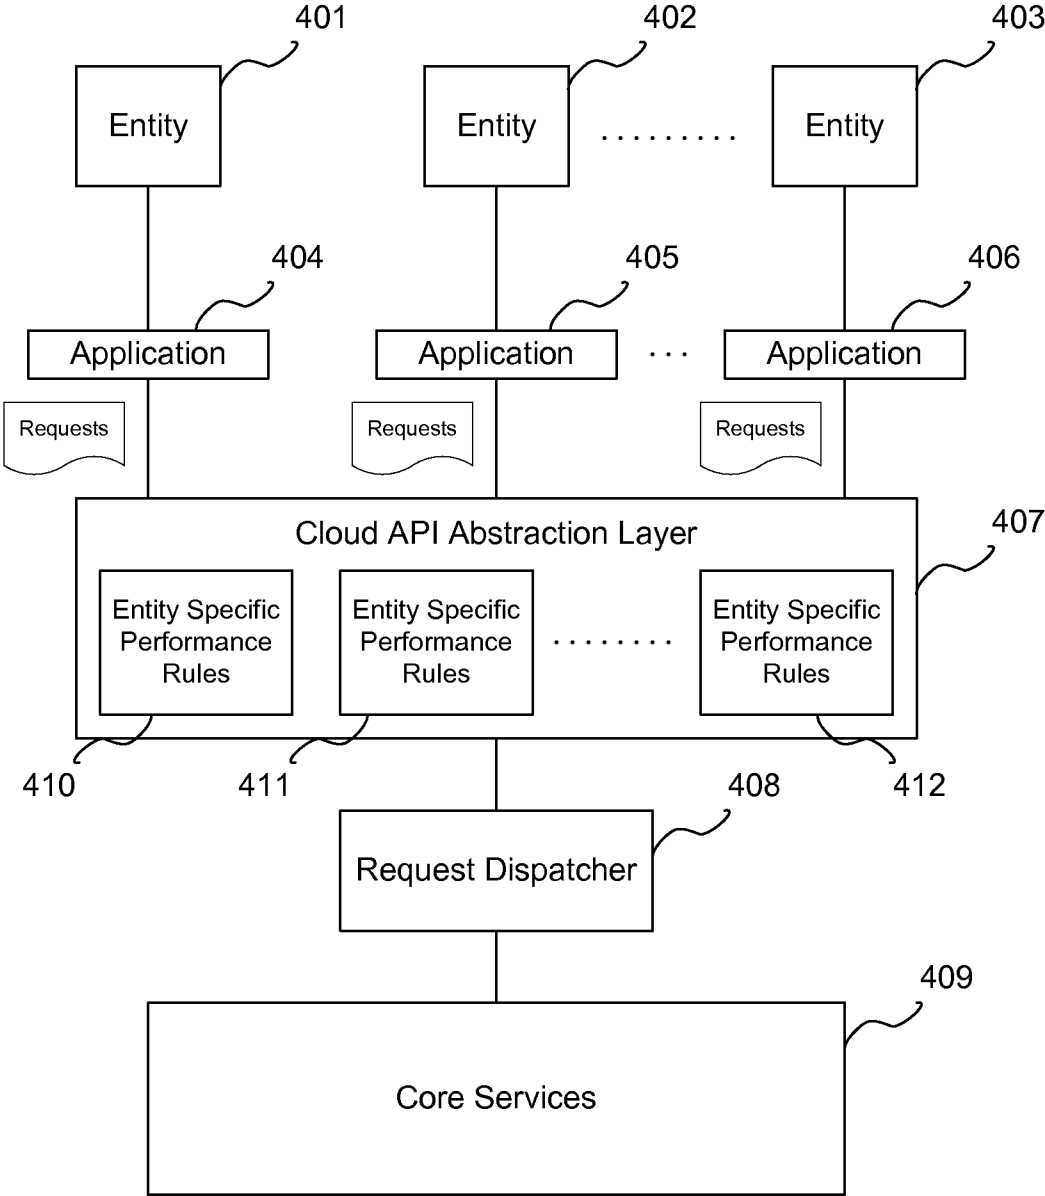 401
402
403
Entity
Entity
Entity
404
405
406
Application
Application
Application
Requests
Requests
Requests
407
Cloud API Abstraction Layer
Entity Specific
Performance
Rules
Entity Specific
Performance
Rules
Entity Specific
Performance
Rules
410
411
408
412
Request Dispatcher
409
Core Services